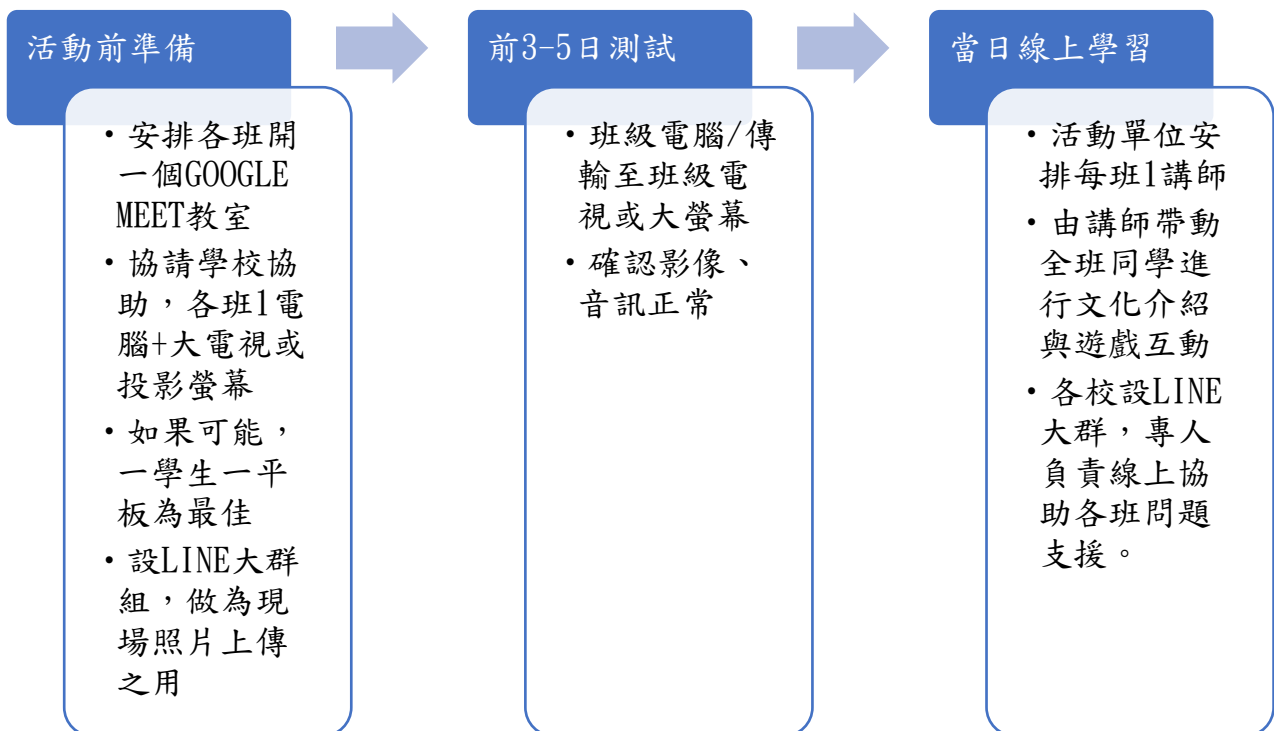 活動前準備
・安排各班開
一個GOOGLE
MEET教室
・協請學校協
助，各班1電
腦+大電視或
投影螢幕
・如果可能，
一學生一平
板為最佳
・設LINE大群
組，做為現
場照片上傳
之用
前3-5日測試
・班級電腦/傳
輸至班級電
視或大螢幕
・確認影像、
音訊正常
當日線上學習
・活動單位安
排每班1講師
・由講師帶動
全班同學進
行文化介紹
與遊戲互動
・各校設LINE
大群，專人
負責線上協
助各班問題
支援。